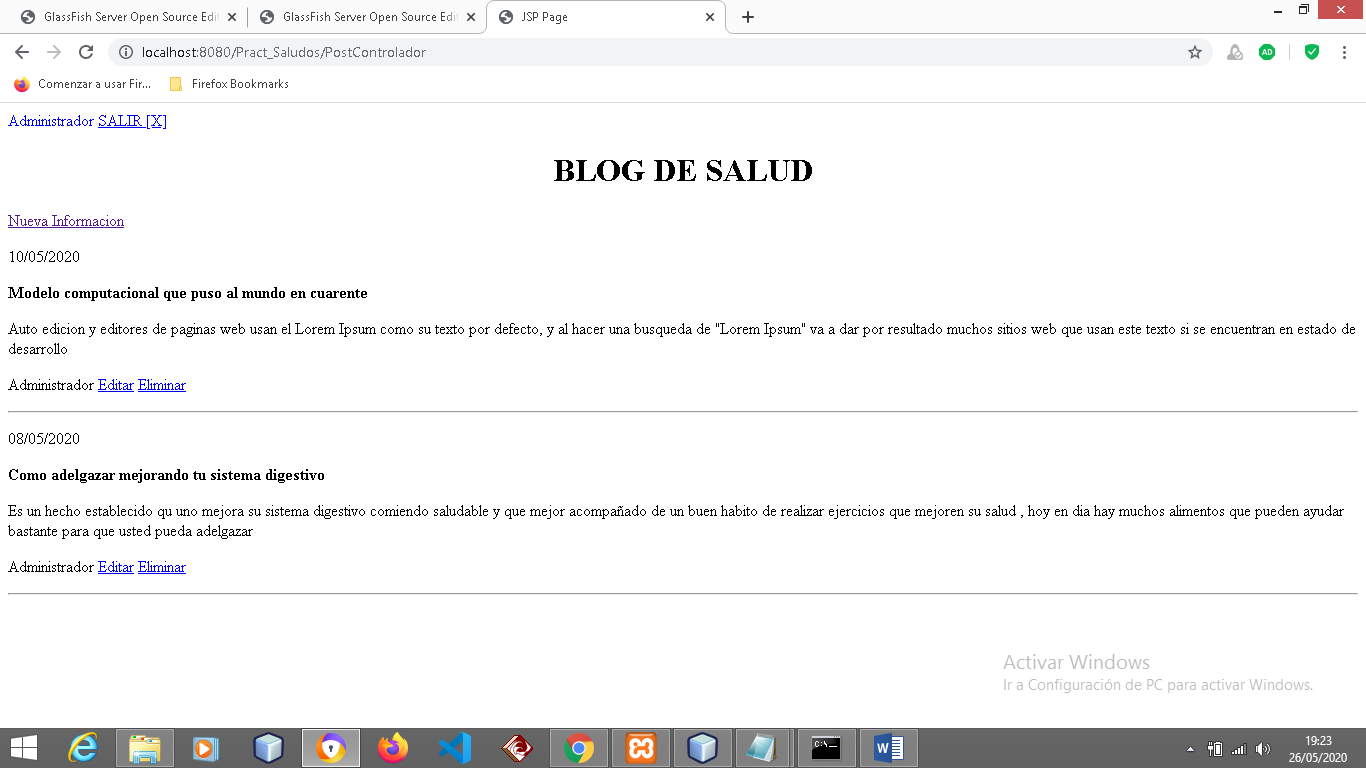 GlassFish Server Open Source Edi
GlassFish Server Open Source Edi
JSP Page
localhost:8080/Pract_Saludos/PostControlador
Comenzar a usar Fir...
Firefox Bookmarks
Administrador SALIR [X]
BLOG DE SALUD
Nueva Informacion
10/05/2020
Modelo computacional que puso al mundo en cuarente
Auto edicion y editores de paginas web usan el Lorem Ipsum como su texto por defecto, y al hacer una busqueda de "Lorem Ipsum" va a dar por resultado muchos sitios web que usan este texto si se encuentran en estado de
desarrollo
Administrador Editar Eliminar
08/05/2020
Como adelgazar mejorando tu sistema digestivo
Es un hecho establecido qu uno mejora su sistema digestivo comiendo saludable y que mejor acompañado de un buen habito de realizar ejercicios que mejoren su salud , hoy en dia hay muchos alimentos que pueden ayudar
bastante para que usted pueda adelgazar
Administrador Editar Eliminar
Activar Windows
Ir a Configuración de PC para activar Windows.
19:23
26/05/2020